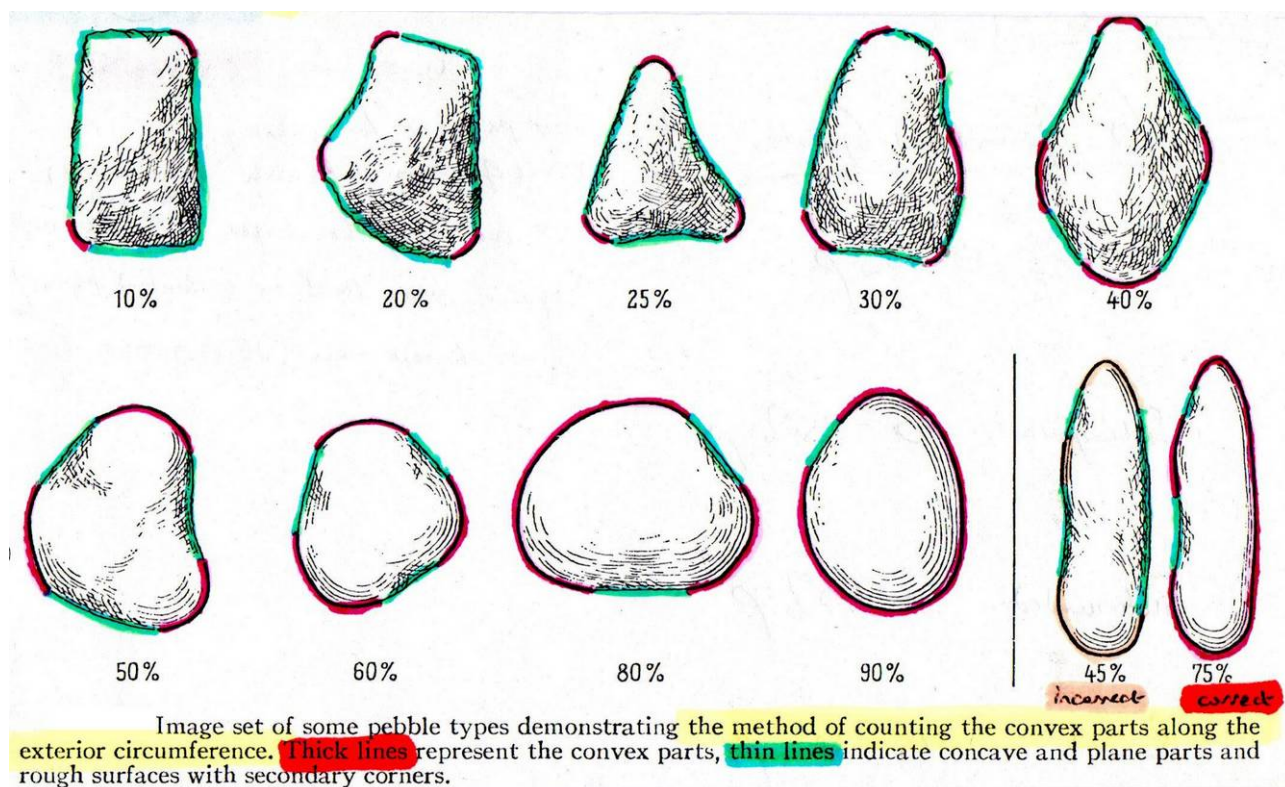 10%
20%
25%
30%
40%
50%
60%
80%
90%
45%
75%
incorrect
correct
Image set of some pebble types demonstrating the method of counting the convex parts along the
exterior circumference. Thick lines represent the convex parts, thin lines indicate concave and plane parts and
rough surfaces with secondary corners.